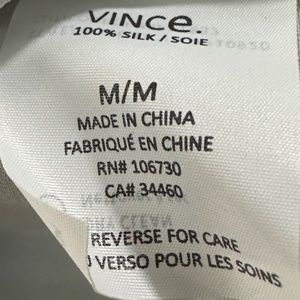 VINCE.
100% SILK / SOIE
M/M
MADE IN CHINA
FABRIQUÉ EN CHINE
RN# 106730
CA# 34460
REVERSE FOR CARE
VERSO POUR LES SOINS